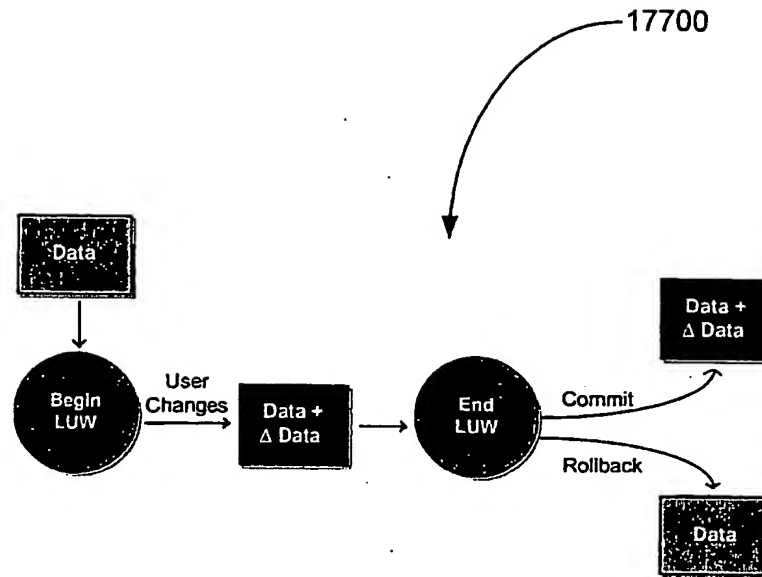 17700
Data
Begin
LUW
User
Changes
Data +
Δ Data
End
LUW
Commit
Rollback
Data +
Δ Data
Data